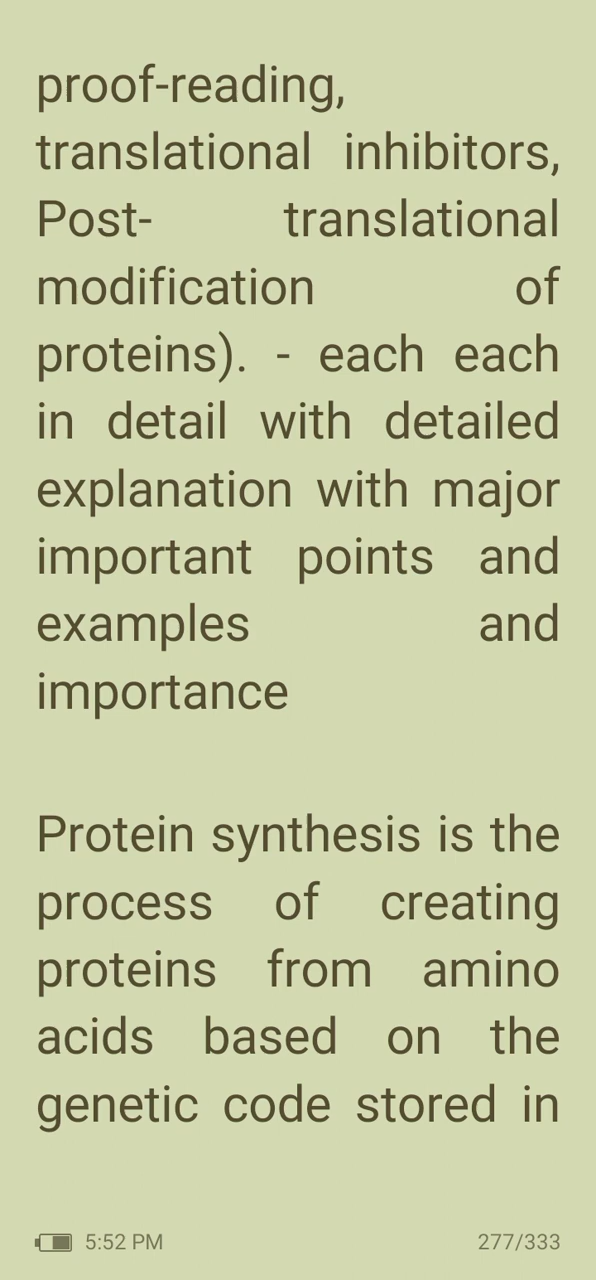 proof-reading,
translational inhibitors,
Post- translational
modification of
proteins). - each each
in detail with detailed
explanation with major
important points and
examples and
importance
Protein synthesis is the
process of creating
proteins from amino
acids based on the
genetic code stored in
5:52 PM 277/333